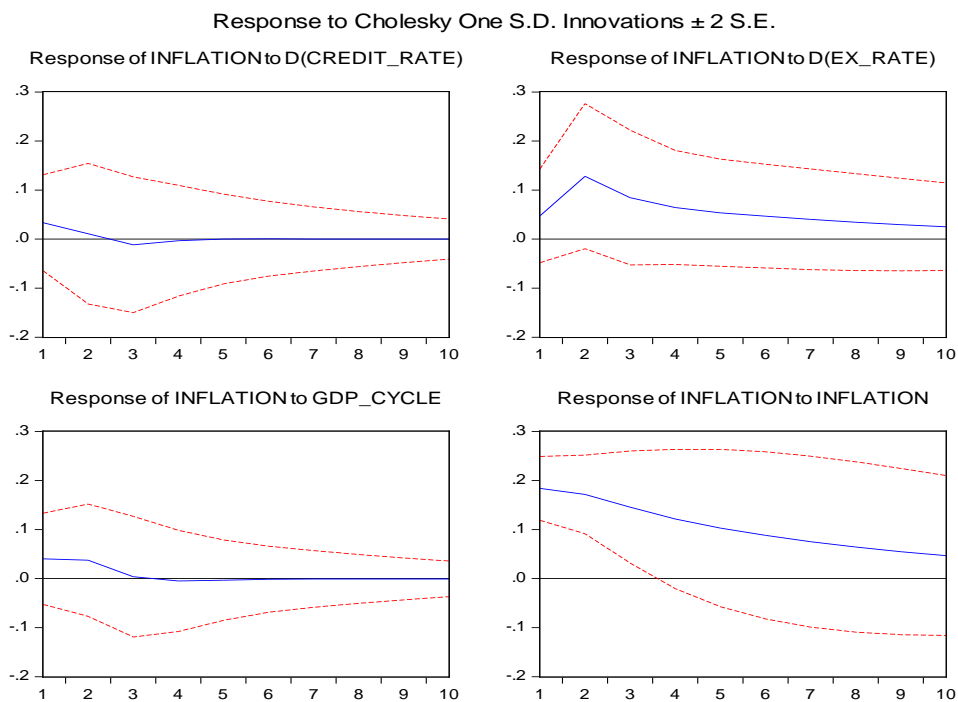 Response to Cholesky One S.D. Innovations ± 2 S.E.
Response of INFLATION to D(CREDIT_RATE)
.3
.2
.1
.0
-.1
-.2
1 2 3 4 5 6 7 8 9 10
Response of INFLATION to D(EX_RATE)
.3
.2
.1
.0
-.1
-.2
1 2 3 4 5 6 7 8 9 10
Response of INFLATION to GDP_CYCLE
.3
.2
.1
.0
-.1
-.2
1 2 3 4 5 6 7 8 9 10
Response of INFLATION to INFLATION
.3
.2
.1
.0
-.1
-.2
1 2 3 4 5 6 7 8 9 10